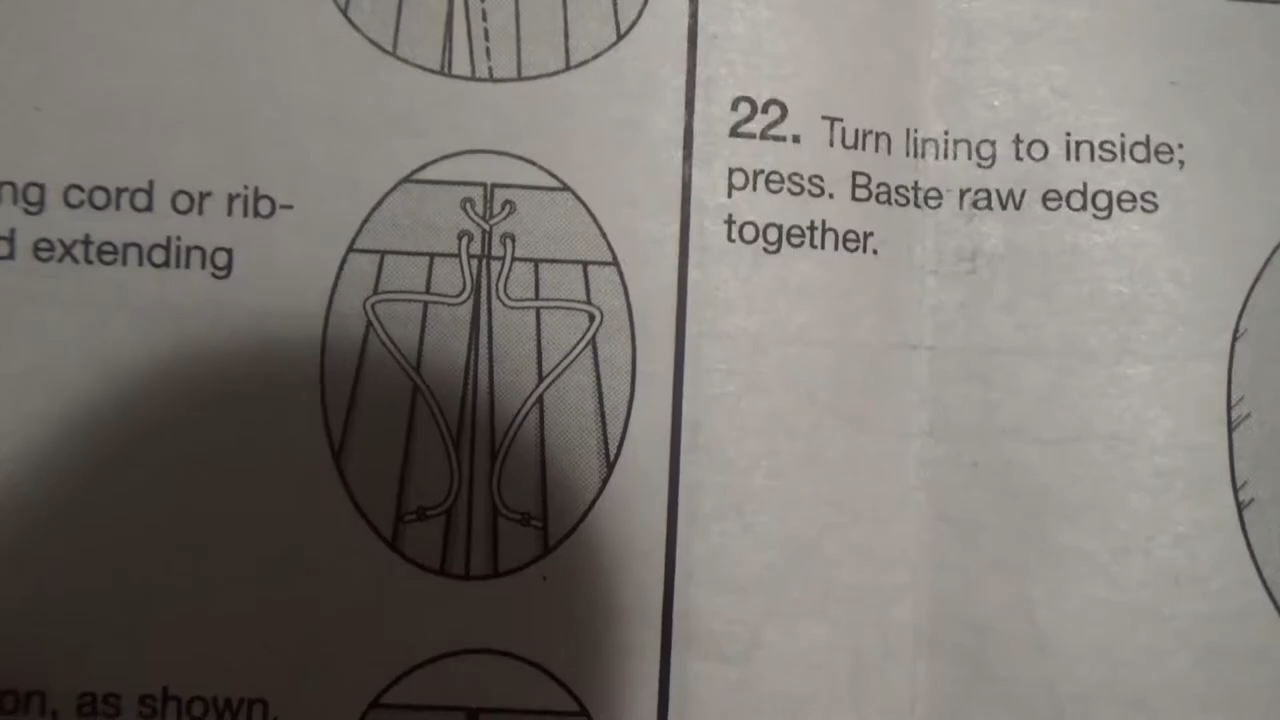 ng cord or rib-
d extending
on, as shown.
22. Turn lining to inside;
press. Baste raw edges
together.